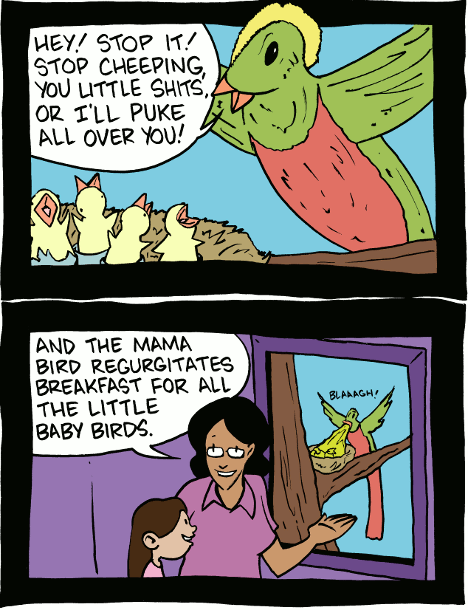 HEY! STOP IT!
STOP CHEEPING,
YOU LITTLE SHITS,
OR I'LL PUKE
ALL OVER YOU!
AND THE MAMA
BIRD REGURGITATES
BREAKFAST FOR ALL
THE LITTLE
BABY BIRDS.
BLAAAGH!